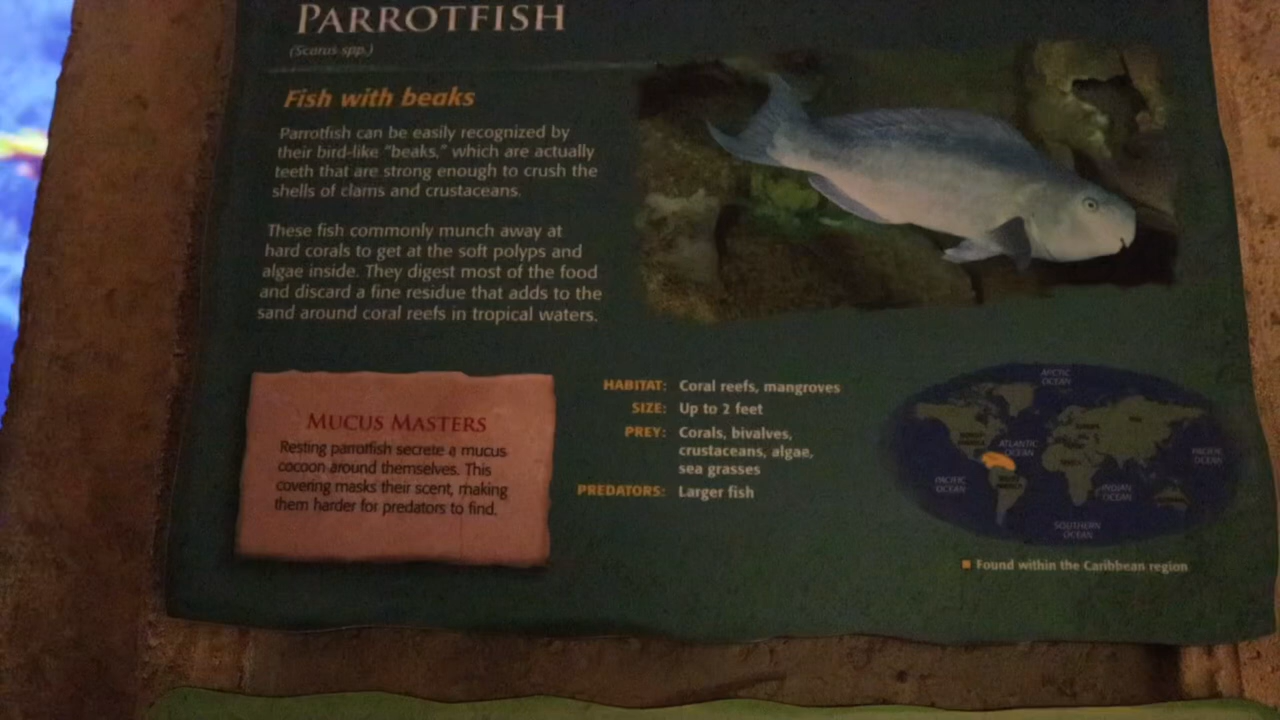 PARROTFISH
(Scarus spp.)
Fish with beaks
Parrotfish can be easily recognized by
their bird-like "beaks," which are actually
teeth that are strong enough to crush the
shells of clams and crustaceans.
These fish commonly munch away at
hard corals to get at the soft polyps and
algae inside. They digest most of the food
and discard a fine residue that adds to the
sand around coral reefs in tropical waters.
MUCUS MASTERS
Resting parrotfish secrete a mucus
cocoon around themselves. This
covering masks their scent, making
them harder for predators to find.
HABITAT: Coral reefs, mangroves
SIZE: Up to 2 feet
PREY: Corals, bivalves,
crustaceans, algae,
sea grasses
PREDATORS: Larger fish
ARCTIC
OCEAN
ATLANTIC
OCEAN
PACIFIC
OCEAN
PACIFIC
OCEAN
INDIAN
OCEAN
SOUTHERN
OCEAN
Found within the Caribbean region